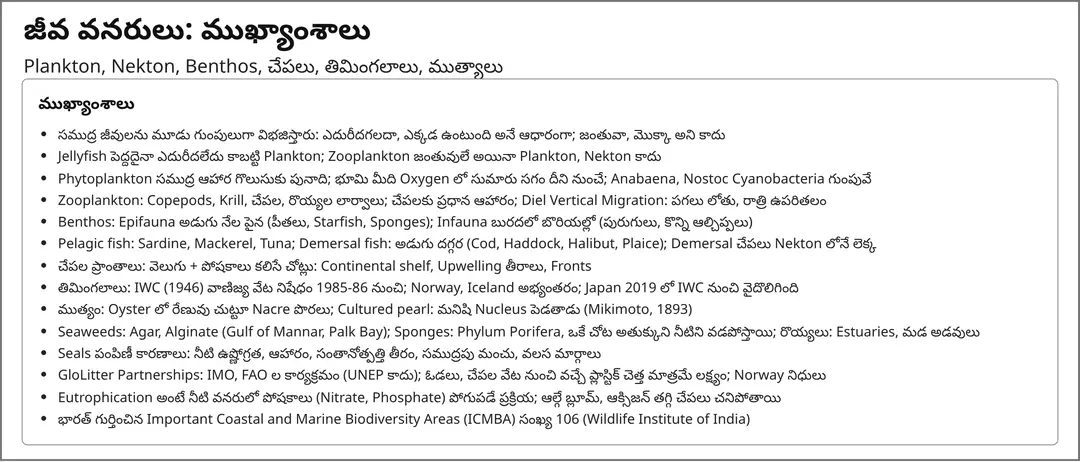 జీవ వనరులు: ముఖ్యాంశాలు
Plankton, Nekton, Benthos, చేపలు, తిమింగలాలు, ముత్యాలు
ముఖ్యాంశాలు
• సముద్ర జీవులను మూడు గుంపులుగా విభజిస్తారు: ఎదురీదగలదా, ఎక్కడ ఉంటుంది అనే ఆధారంగా; జంతువా, మొక్కా అని కాదు
• Jellyfish పెద్దదైనా ఎదురీదలేదు కాబట్టి Plankton; Zooplankton జంతువులే అయినా Plankton, Nekton కాదు
• Phytoplankton సముద్ర ఆహార గొలుసుకు పునాది; భూమి మీది Oxygen లో సుమారు సగం దీని నుంచే; Anabaena, Nostoc Cyanobacteria గుంపువే
• Zooplankton: Copepods, Krill, చేపల, రొయ్యల లార్వాలు; చేపలకు ప్రధాన ఆహారం; Diel Vertical Migration: పగలు లోతు, రాత్రి ఉపరితలం
• Benthos: Epifauna అడుగు నేల పైన (పీతలు, Starfish, Sponges); Infauna బురదలో బొరియల్లో (పురుగులు, కొన్ని ఆల్చిప్పలు)
• Pelagic fish: Sardine, Mackerel, Tuna; Demersal fish: అడుగు దగ్గర (Cod, Haddock, Halibut, Plaice); Demersal చేపలు Nekton లోనే లెక్క
• చేపల ప్రాంతాలు: వెలుగు + పోషకాలు కలిసే చోట్లు: Continental shelf, Upwelling తీరాలు, Fronts
• తిమింగలాలు: IWC (1946) వాణిజ్య వేట నిషేధం 1985-86 నుంచి; Norway, Iceland అభ్యంతరం; Japan 2019 లో IWC నుంచి వైదొలిగింది
• ముత్యం: Oyster లో రేణువు చుట్టూ Nacre పొరలు; Cultured pearl: మనిషి Nucleus పెడతాడు (Mikimoto, 1893)
• Seaweeds: Agar, Alginate (Gulf of Mannar, Palk Bay); Sponges: Phylum Porifera, ఒకే చోట అతుక్కుని నీటిని వడపోస్తాయి; రొయ్యలు: Estuaries, మడ అడవులు
• Seals పంపిణీ కారణాలు: నీటి ఉష్ణోగ్రత, ఆహారం, సంతానోత్పత్తి తీరం, సముద్రపు మంచు, వలస మార్గాలు
• GloLitter Partnerships: IMO, FAO ల కార్యక్రమం (UNEP కాదు); ఓడలు, చేపల వేట నుంచి వచ్చే ప్లాస్టిక్ చెత్త మాత్రమే లక్ష్యం; Norway నిధులు
• Eutrophication అంటే నీటి వనరులో పోషకాలు (Nitrate, Phosphate) పోగుపడే ప్రక్రియ; ఆల్గే బ్లూమ్, ఆక్సిజన్ తగ్గి చేపలు చనిపోతాయి
• భారత్ గుర్తించిన Important Coastal and Marine Biodiversity Areas (ICMBA) సంఖ్య 106 (Wildlife Institute of India)